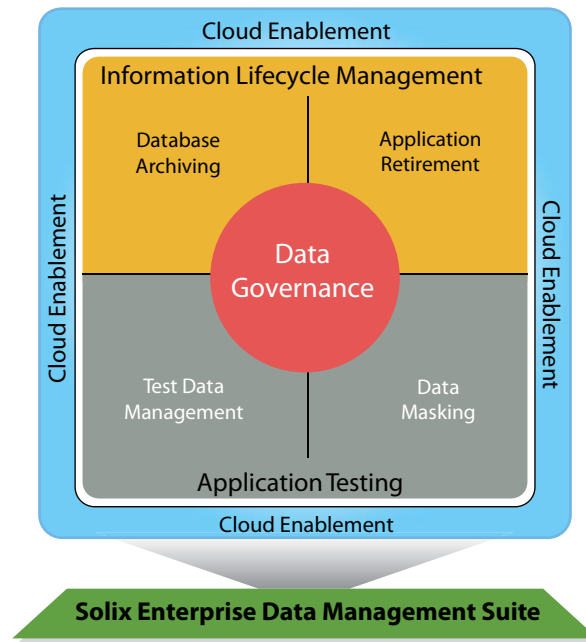 Cloud Enablement
Information Lifecycle Management
Database
Archiving
Application
Retirement
Cloud Enablement
Cloud Enablement
Data
Governance
Test Data
Management
Data
Masking
Application Testing
Cloud Enablement
Solix Enterprise Data Management Suite